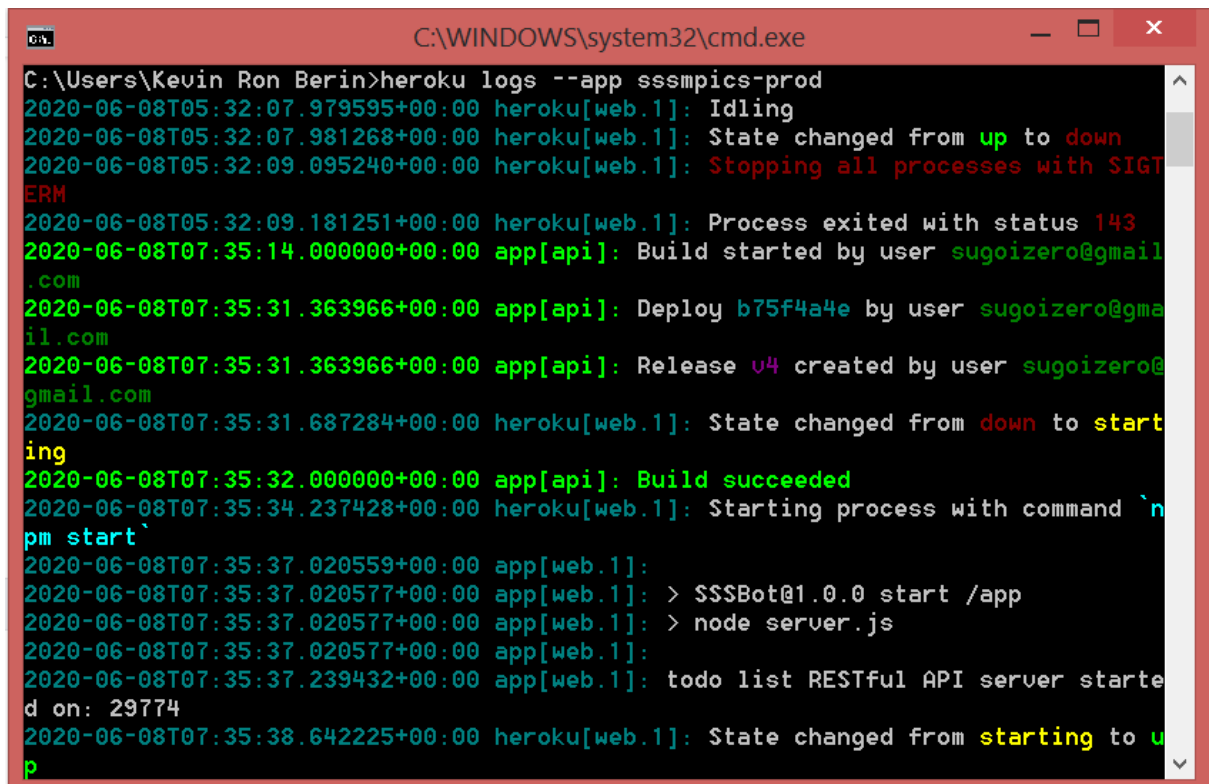 C:\WINDOWS\system32\cmd.exe
C:\Users\Kevin Ron Berin>heroku logs --app sssmpics-prod
2020-06-08T05:32:07.979595+00:00 heroku[web.1]: Idling
2020-06-08T05:32:07.981268+00:00 heroku[web.1]: State changed from up to down
2020-06-08T05:32:09.095240+00:00 heroku[web.1]: Stopping all processes with SIGT
ERM
2020-06-08T05:32:09.181251+00:00 heroku[web.1]: Process exited with status 143
2020-06-08T07:35:14.000000+00:00 app[api]: Build started by user sugoizero@gmail
.com
2020-06-08T07:35:31.363966+00:00 app[api]: Deploy b75f4a4e by user sugoizero@gma
il.com
2020-06-08T07:35:31.363966+00:00 app[api]: Release v4 created by user sugoizero@
gmail.com
2020-06-08T07:35:31.687284+00:00 heroku[web.1]: State changed from down to start
ing
2020-06-08T07:35:32.000000+00:00 app[api]: Build succeeded
2020-06-08T07:35:34.237428+00:00 heroku[web.1]: Starting process with command `n
pm start`
2020-06-08T07:35:37.020559+00:00 app[web.1]:
2020-06-08T07:35:37.020577+00:00 app[web.1]: > SSSBot@1.0.0 start /app
2020-06-08T07:35:37.020577+00:00 app[web.1]: > node server.js
2020-06-08T07:35:37.020577+00:00 app[web.1]:
2020-06-08T07:35:37.239432+00:00 app[web.1]: todo list RESTful API server starte
d on: 29774
2020-06-08T07:35:38.642225+00:00 heroku[web.1]: State changed from starting to u
p